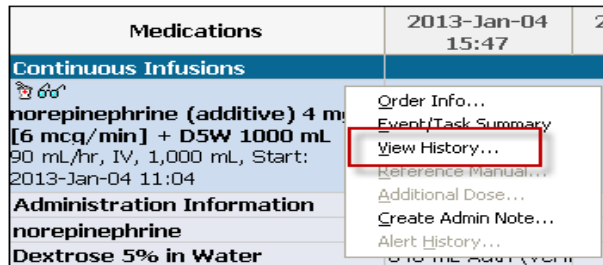 Medications
2013-Jan-04
15:47
Continuous Infusions
norepinephrine (additive) 4 m
[6 mcg/min] + D5W 1000 mL
90 mL/hr, IV, 1,000 mL, Start:
2013-Jan-04 11:04
Administration Information
norepinephrine
Dextrose 5% in Water
Order Info...
Event/Task Summary
View History...
Reference Manual...
Additional Dose...
Create Admin Note...
Alert History...